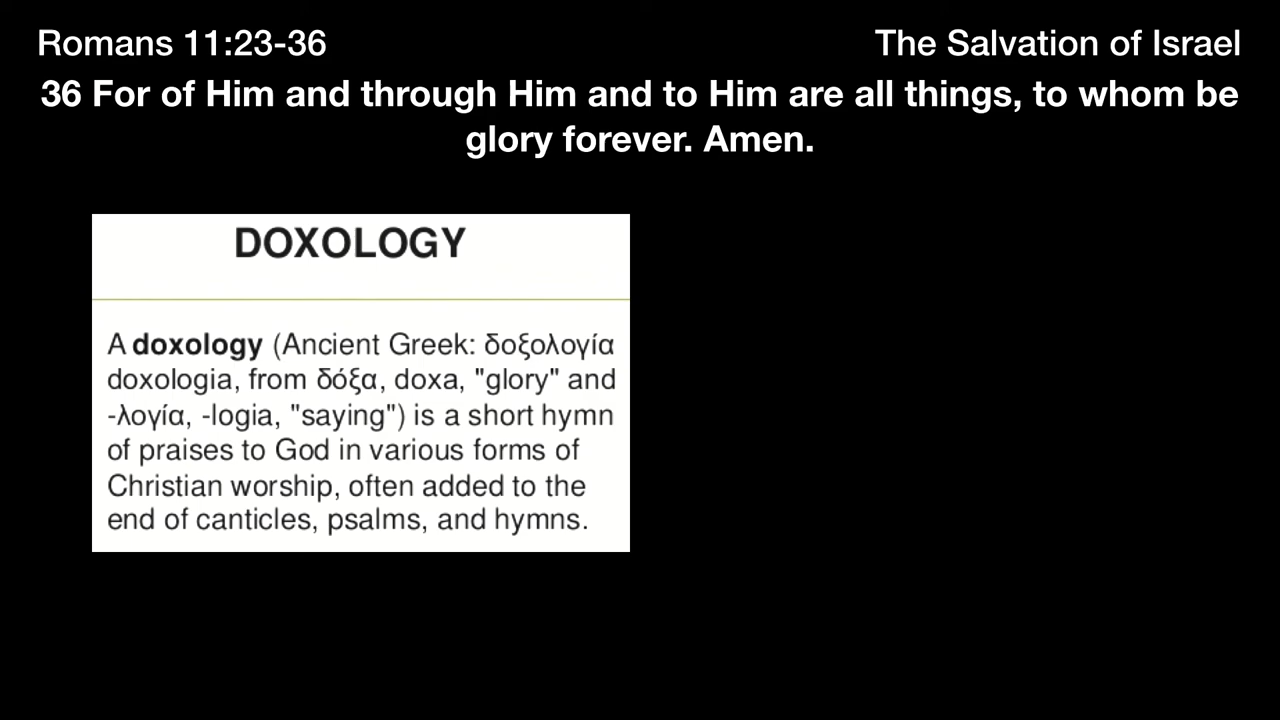 Romans 11:23-36
The Salvation of Israel
36 For of Him and through Him and to Him are all things, to whom be
glory forever. Amen.
DOXOLOGY
A doxology (Ancient Greek: δοξολογία
doxologia, from δόξα, doxa, "glory" and
-λογία, -logia, "saying") is a short hymn
of praises to God in various forms of
Christian worship, often added to the
end of canticles, psalms, and hymns.